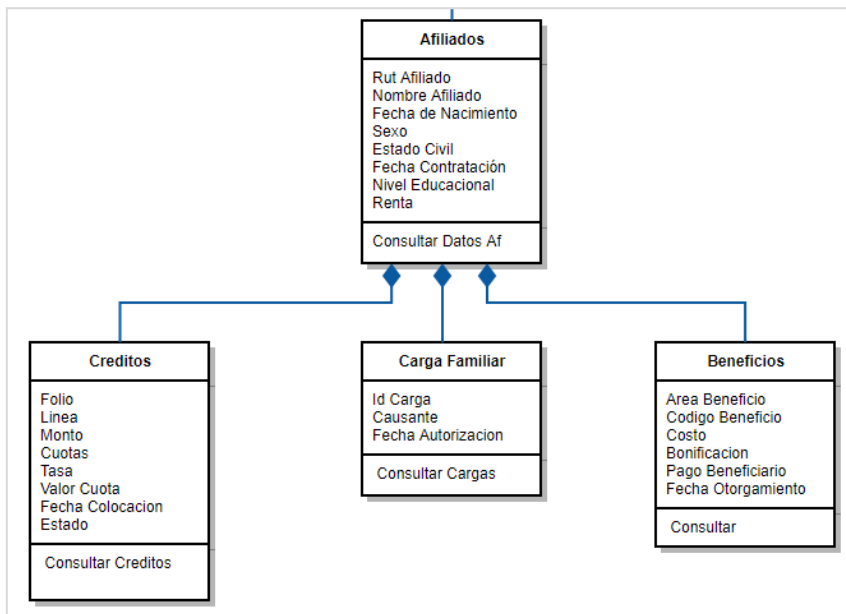 Afiliados
Rut Afiliado
Nombre Afiliado
Fecha de Nacimiento
Sexo
Estado Civil
Fecha Contratación
Nivel Educacional
Renta
Consultar Datos Af
Creditos
Folio
Linea
Monto
Cuotas
Tasa
Valor Cuota
Fecha Colocacion
Estado
Consultar Creditos
Carga Familiar
Id Carga
Causante
Fecha Autorizacion
Consultar Cargas
Beneficios
Area Beneficio
Codigo Beneficio
Costo
Bonificacion
Pago Beneficiario
Fecha Otorgamiento
Consultar